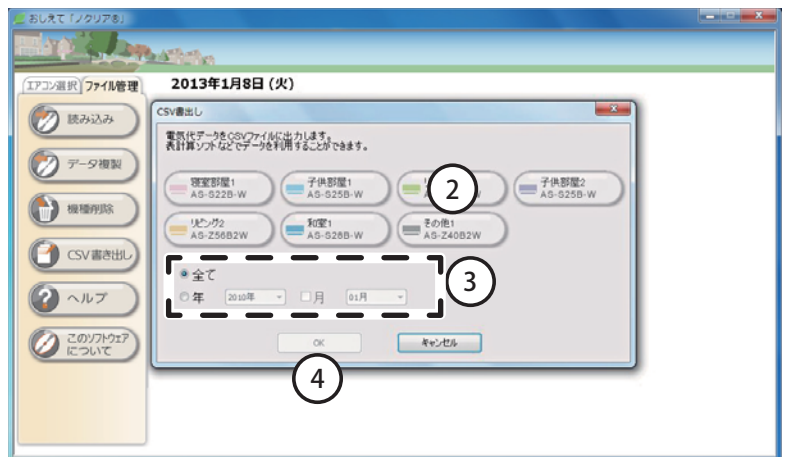 おしえて「ノクリア®」
エアコン選択 ファイル管理
2013年1月8日 (火)
読み込み
データ複製
機種削除
CSV書き出し
ヘルプ
このソフトウェア
について
CSV書出し
電気代データをCSVファイルに出力します。
表計算ソフトなどでデータを利用することができます。
寝室部屋1
AS-S22B-W
子供部屋1
AS-S25B-W
2
子供部屋2
AS-S25B-W
リビング2
AS-Z56B2W
和室1
AS-S28B-W
その他1
AS-Z40B2W
全て
年 2010年 月 01月
3
OK キャンセル
4